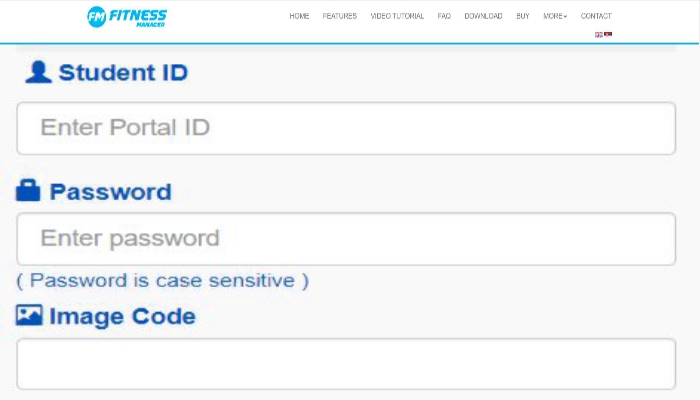 FM FITNESS
MANAGER
HOME FEATURES VIDEO TUTORIAL FAQ DOWNLOAD BUY MORE CONTACT
Student ID
Enter Portal ID
Password
Enter password
( Password is case sensitive )
Image Code